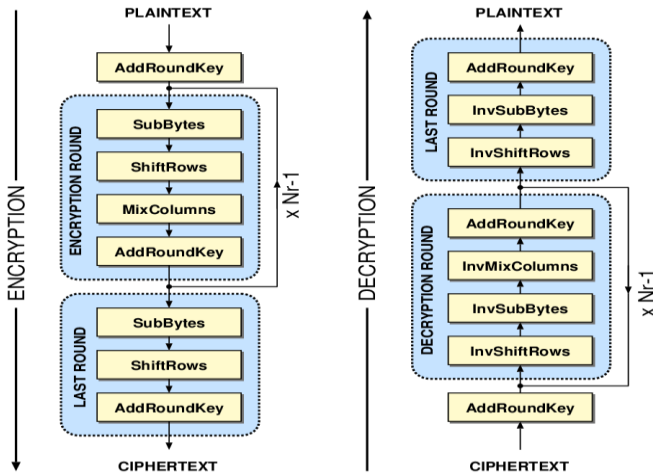 PLAINTEXT
AddRoundKey
ENCRYPTION ROUND
SubBytes
ShiftRows
MixColumns
AddRoundKey
x Nr-1
ENCRYPTION
LAST ROUND
SubBytes
ShiftRows
AddRoundKey
CIPHERTEXT
PLAINTEXT
LAST ROUND
AddRoundKey
InvSubBytes
InvShiftRows
DECRYPTION
DECRYPTION ROUND
AddRoundKey
InvMixColumns
InvSubBytes
InvShiftRows
x Nr-1
AddRoundKey
CIPHERTEXT